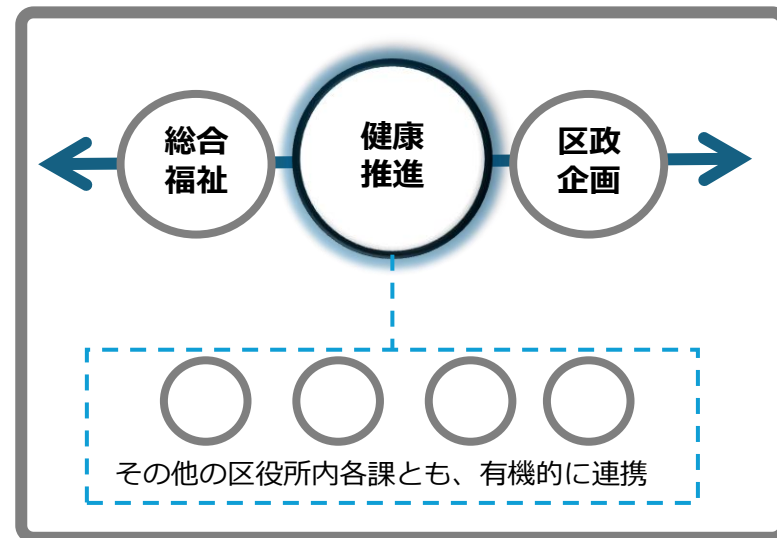 総合
福祉
健康
推進
区政
企画
その他の区役所内各課とも、有機的に連携